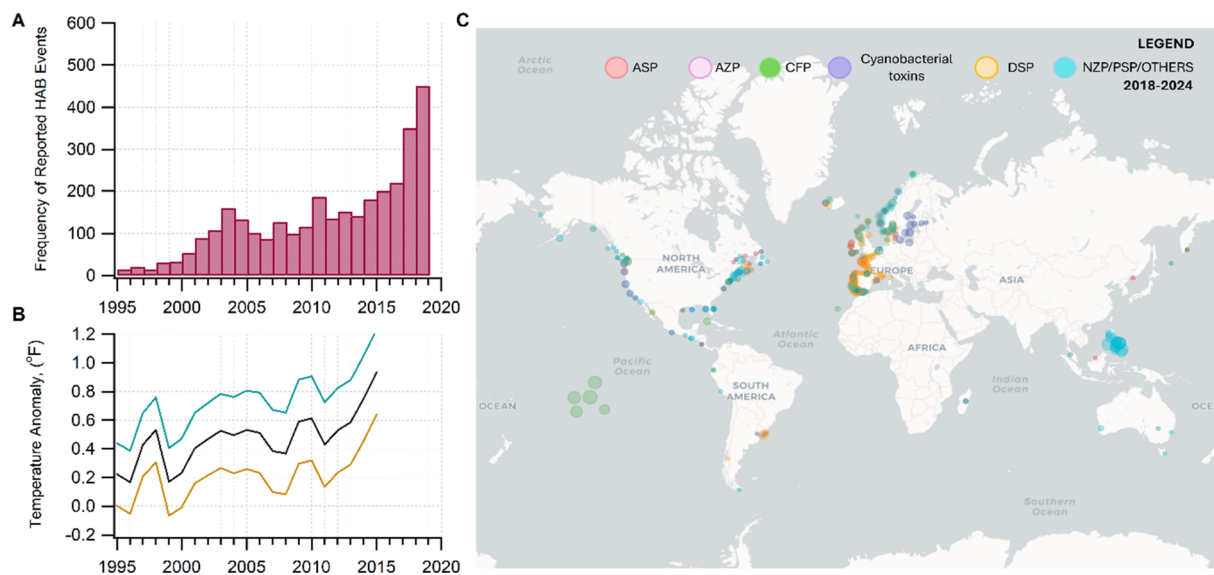 A
Frequency of Reported HAB Events
600
500
400
300
200
100
0
1995
2000
2005
2010
2015
2020
B
Temperature Anomaly, (°F)
1.2
1.0
0.8
0.6
0.4
0.2
0.0
-0.2
1995
2000
2005
2010
2015
2020
C
LEGEND
ASP
AZP
CFP
Cyanobacterial
toxins
DSP
NZP/PSP/OTHERS
2018-2024
Arctic
Ocean
NORTH
AMERICA
EUROPE
ASIA
Atlantic
Ocean
AFRICA
Pacific
Ocean
SOUTH
AMERICA
Indian
Ocean
OCEAN
OCE
Southern
Ocean